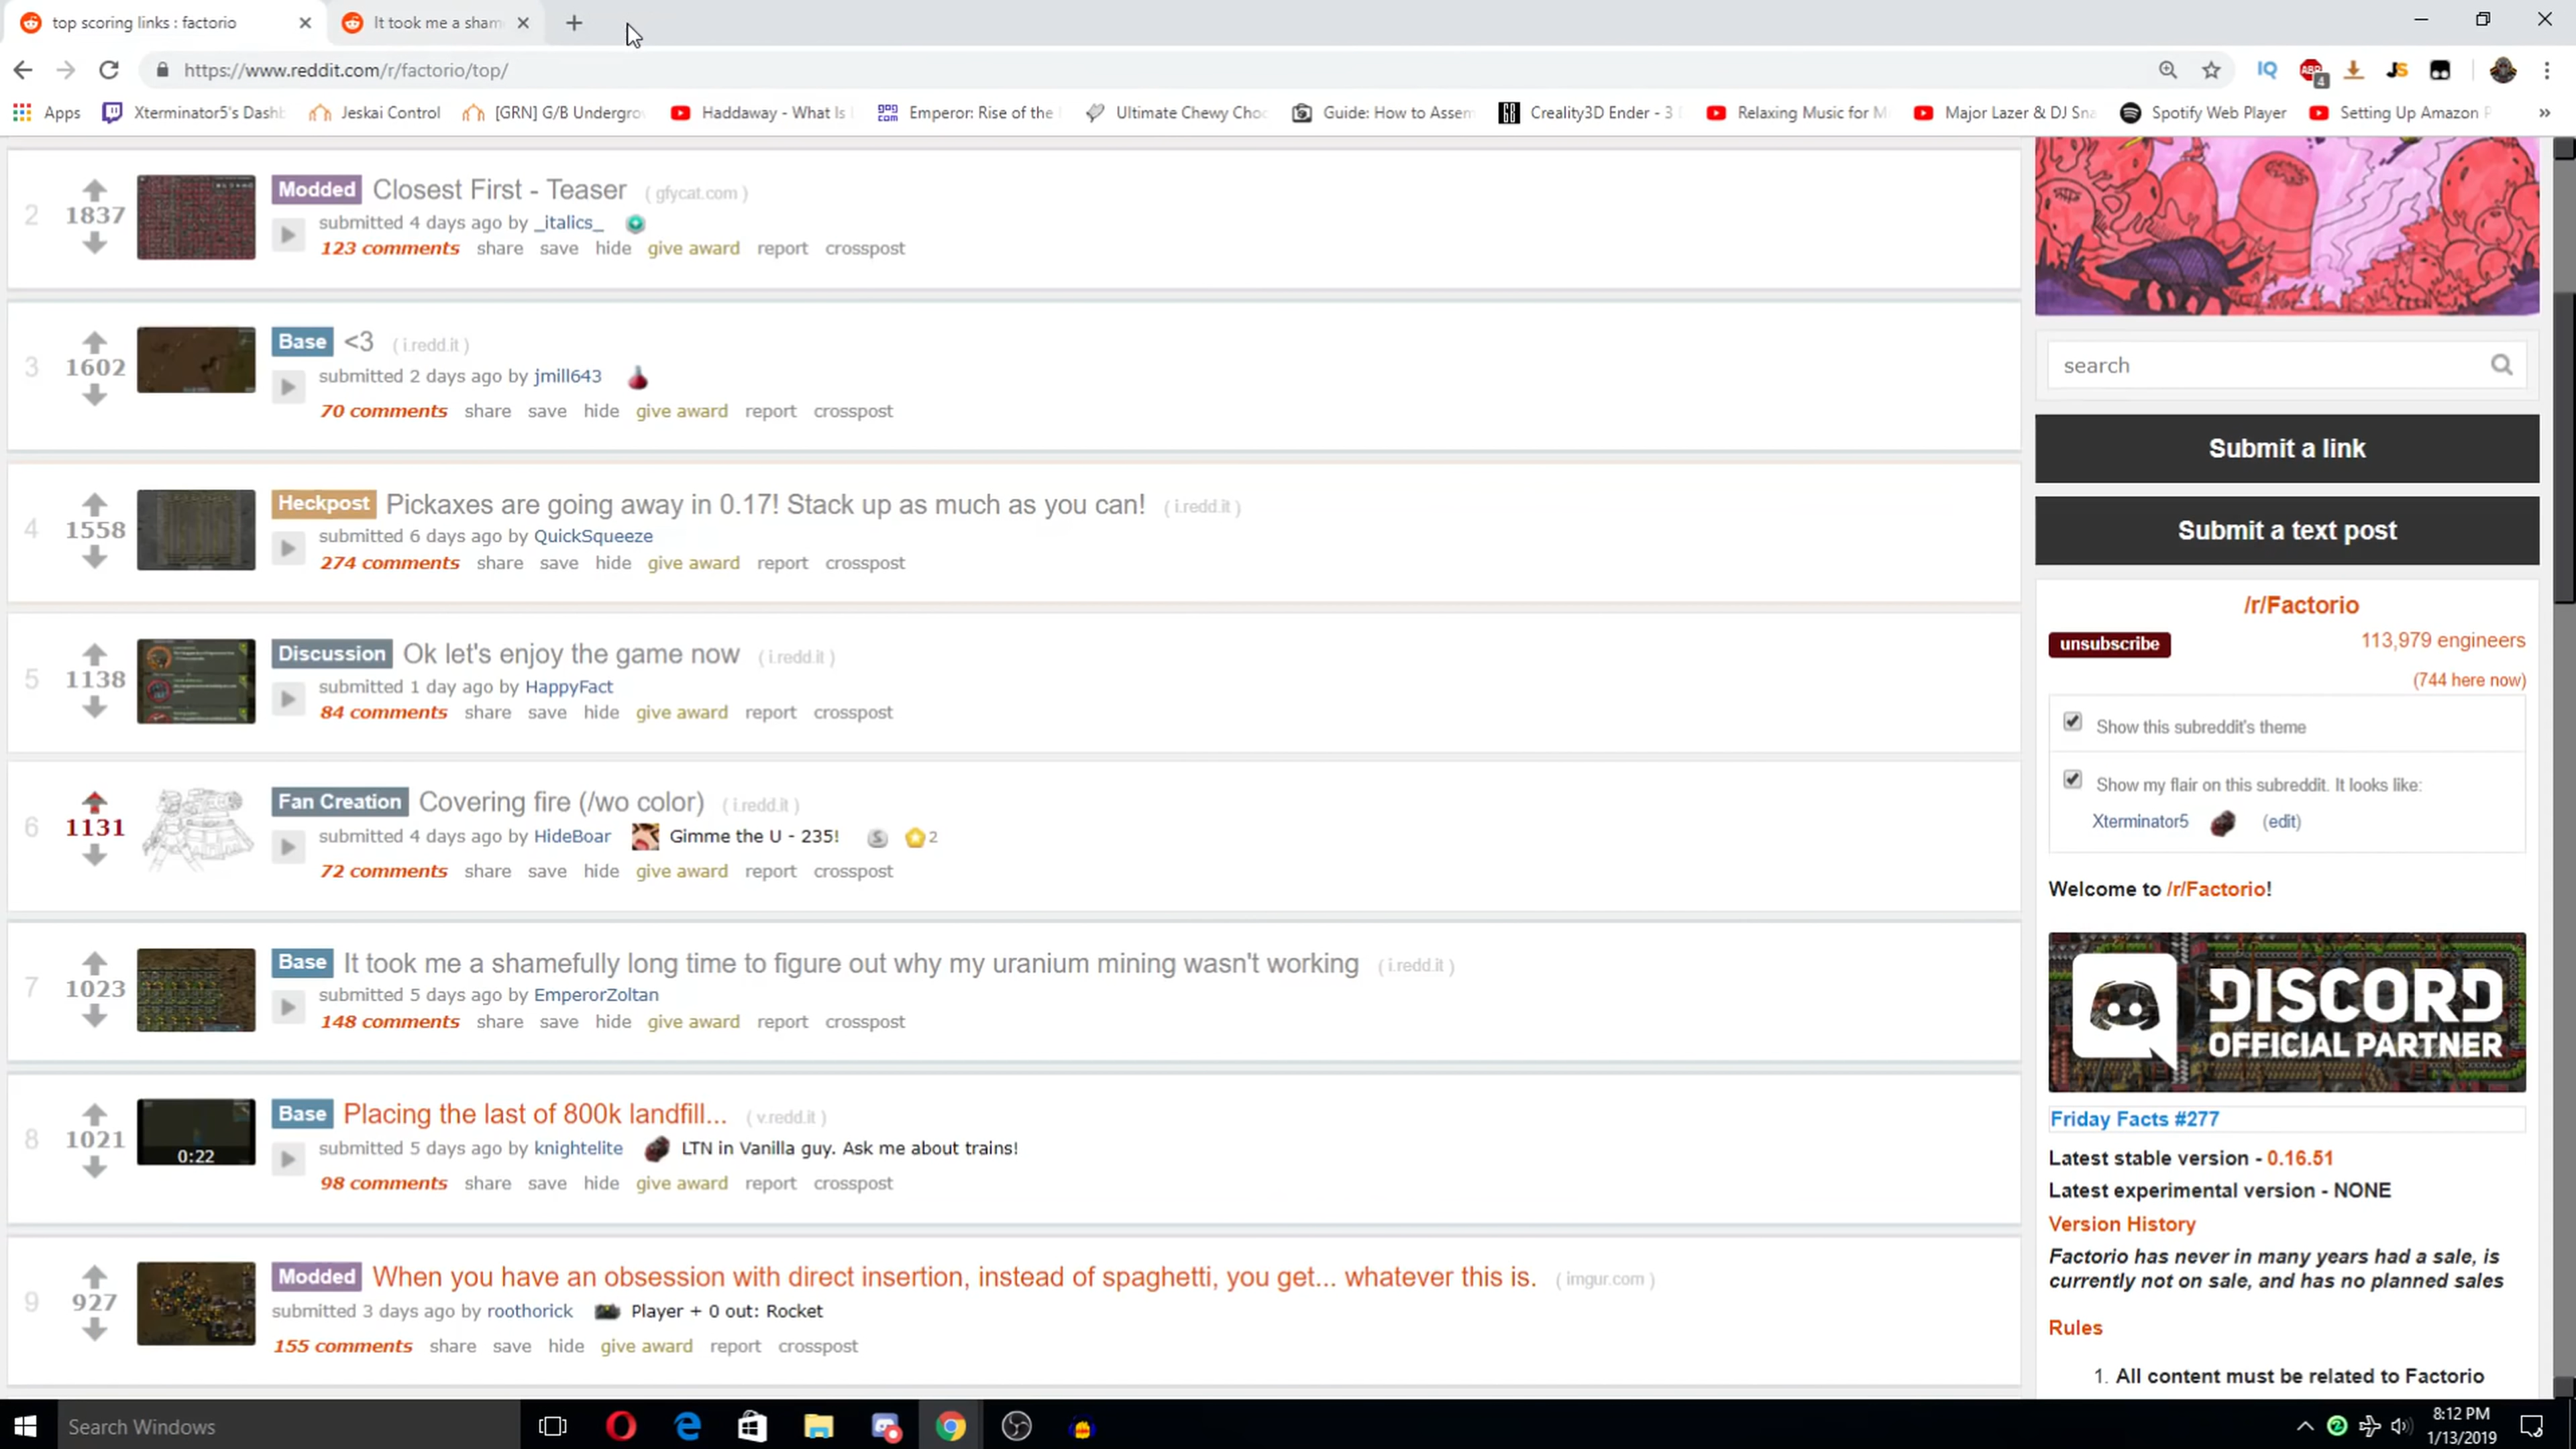 top scoring links : factorio
It took me a sham
https://www.reddit.com/r/factorio/top/
IQ
ABP
4
JS
Apps
Xterminator5's Dashb
Jeskai Control
[GRN] G/B Undergro
Haddaway - What Is
Emperor: Rise of the
Ultimate Chewy Choc
Guide: How to Assem
Creality3D Ender - 3
Relaxing Music for M
Major Lazer & DJ Sna
Spotify Web Player
Setting Up Amazon
»
2
1837
Modded Closest First - Teaser ( gfycat.com )
submitted 4 days ago by _italics_
123 comments share save hide give award report crosspost
3
1602
Base <3 ( i.redd.it )
submitted 2 days ago by jmill643
70 comments share save hide give award report crosspost
4
1558
Heckpost Pickaxes are going away in 0.17! Stack up as much as you can! ( i.redd.it )
submitted 6 days ago by QuickSqueeze
274 comments share save hide give award report crosspost
5
1138
Discussion Ok let's enjoy the game now ( i.redd.it )
submitted 1 day ago by HappyFact
84 comments share save hide give award report crosspost
6
1131
Fan Creation Covering fire (/wo color) ( i.redd.it )
submitted 4 days ago by HideBoar Gimme the U - 235! S 2
72 comments share save hide give award report crosspost
7
1023
Base It took me a shamefully long time to figure out why my uranium mining wasn't working ( i.redd.it )
submitted 5 days ago by EmperorZoltan
148 comments share save hide give award report crosspost
8
1021
0:22
Base Placing the last of 800k landfill... ( v.redd.it )
submitted 5 days ago by knightelite LTN in Vanilla guy. Ask me about trains!
98 comments share save hide give award report crosspost
9
927
Modded When you have an obsession with direct insertion, instead of spaghetti, you get... whatever this is. ( imgur.com )
submitted 3 days ago by roothorick Player + 0 out: Rocket
155 comments share save hide give award report crosspost
search
Submit a link
Submit a text post
/r/Factorio
unsubscribe 113,979 engineers
(744 here now)
Show this subreddit's theme
Show my flair on this subreddit. It looks like:
Xterminator5 (edit)
Welcome to /r/Factorio!
DISCORD
OFFICIAL PARTNER
Friday Facts #277
Latest stable version - 0.16.51
Latest experimental version - NONE
Version History
Factorio has never in many years had a sale, is
currently not on sale, and has no planned sales
Rules
1. All content must be related to Factorio
Search Windows
8:12 PM
1/13/2019